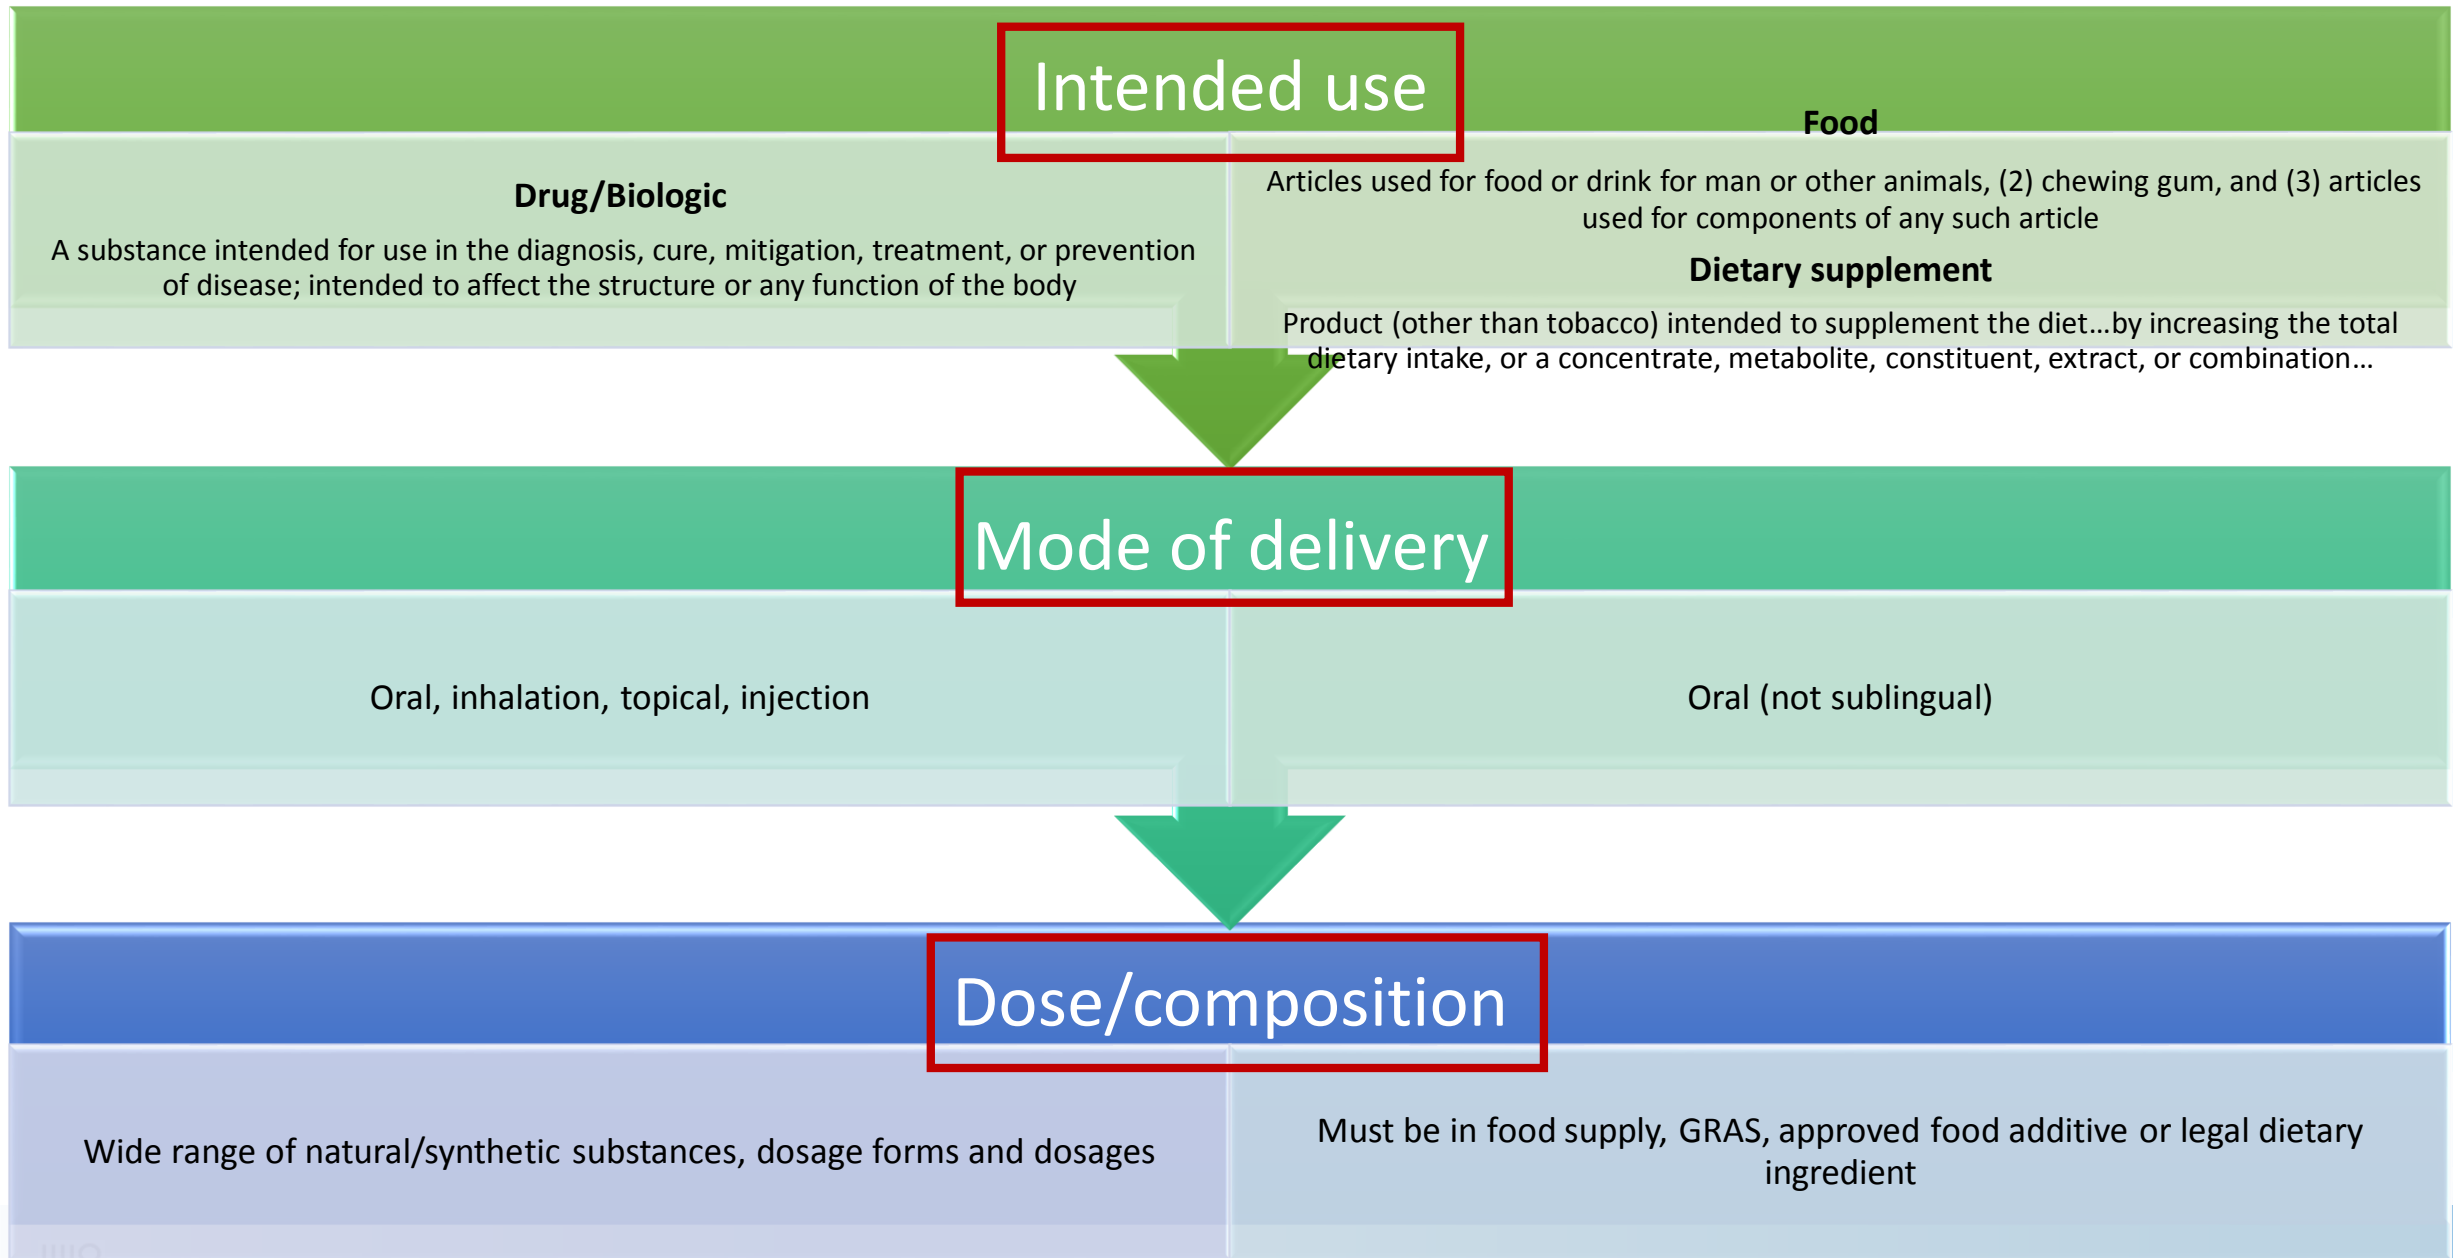 Intended use
Drug/Biologic
A substance intended for use in the diagnosis, cure, mitigation, treatment, or prevention
of disease; intended to affect the structure or any function of the body
Food
Articles used for food or drink for man or other animals, (2) chewing gum, and (3) articles
used for components of any such article
Dietary supplement
Product (other than tobacco) intended to supplement the diet…by increasing the total
dietary intake, or a concentrate, metabolite, constituent, extract, or combination…
Mode of delivery
Oral, inhalation, topical, injection
Oral (not sublingual)
Dose/composition
Wide range of natural/synthetic substances, dosage forms and dosages
Must be in food supply, GRAS, approved food additive or legal dietary
ingredient